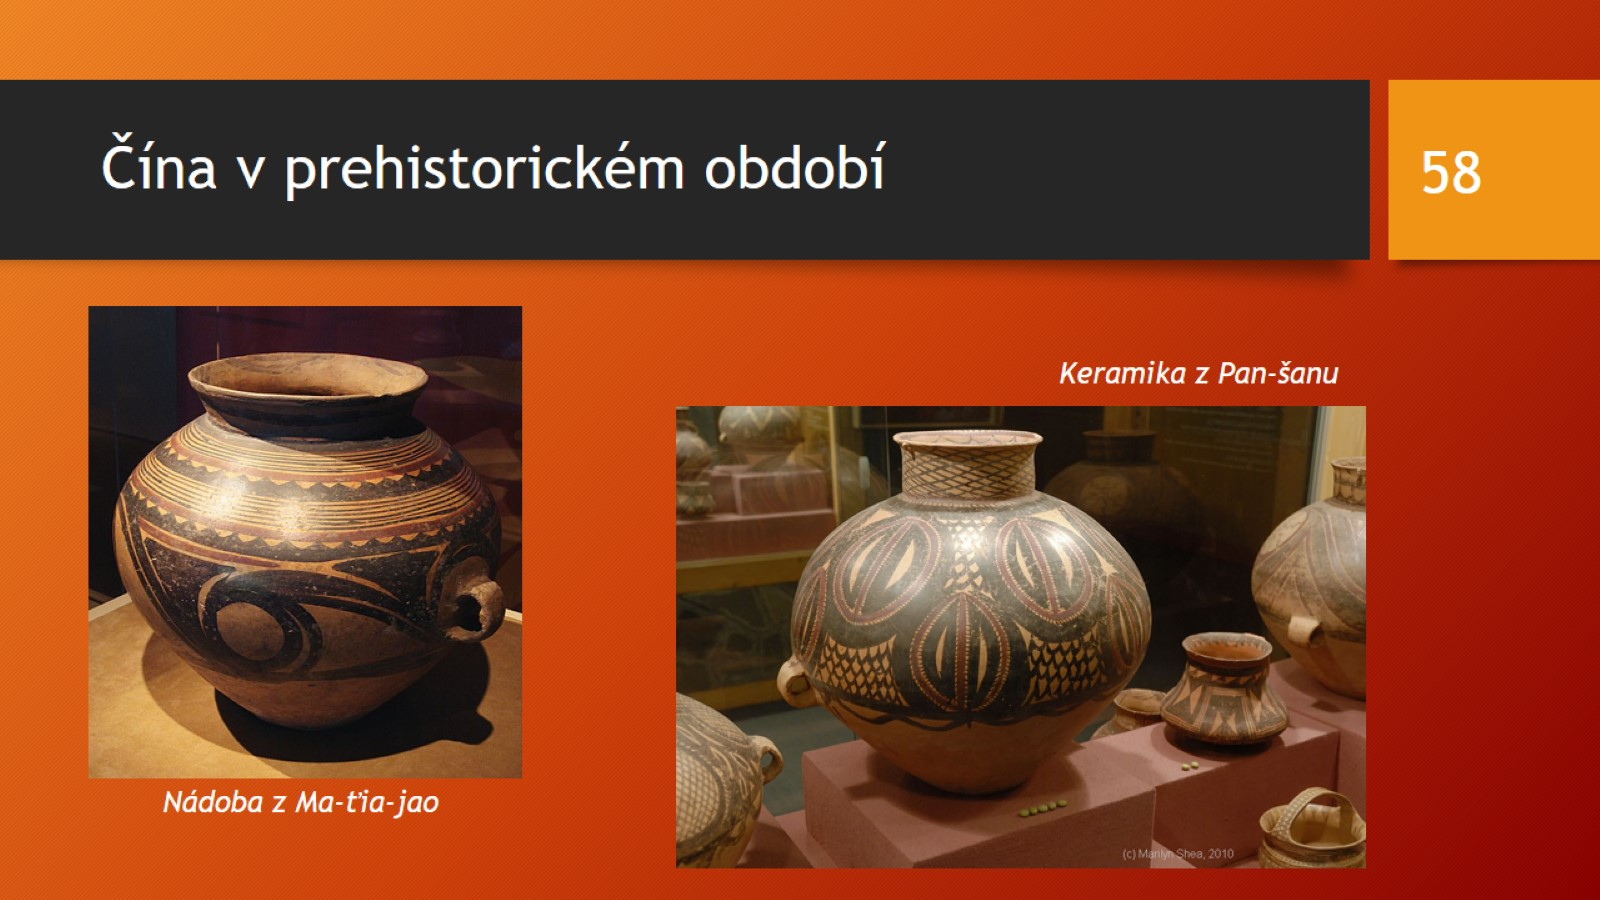 Čína v prehistorickém období
58
Keramika z Pan-šanu
Nádoba z Ma-ťia-jao
(c) Marilyn Shea, 2010